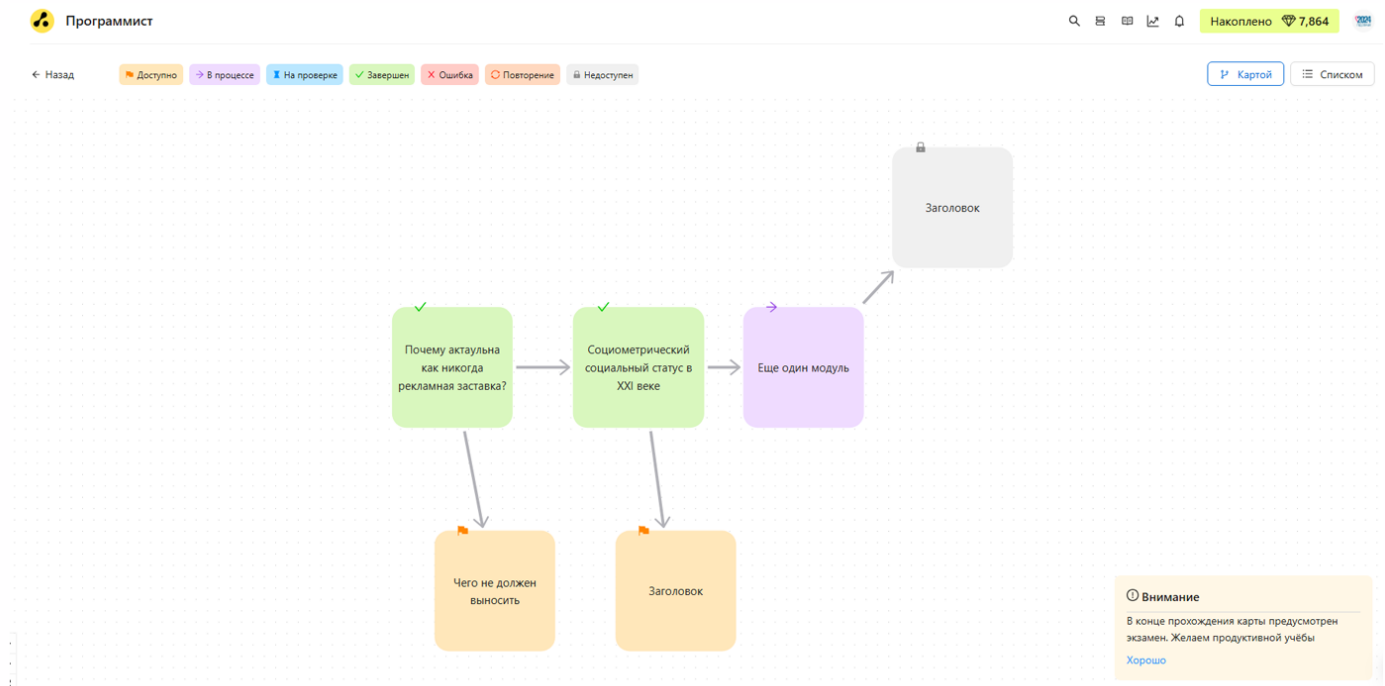 Программист
Накоплено 7,864
2024
Назад
Доступно
В процессе
На проверке
Завершен
Ошибка
Повторение
Недоступен
Картой
Списком
Заголовок
Почему актаульна
как никогда
рекламная заставка?
Социометрический
социальный статус в
XXI веке
Еще один модуль
Чего не должен
выносить
Заголовок
Внимание
В конце прохождения карты предусмотрен
экзамен. Желаем продуктивной учёбы
Хорошо